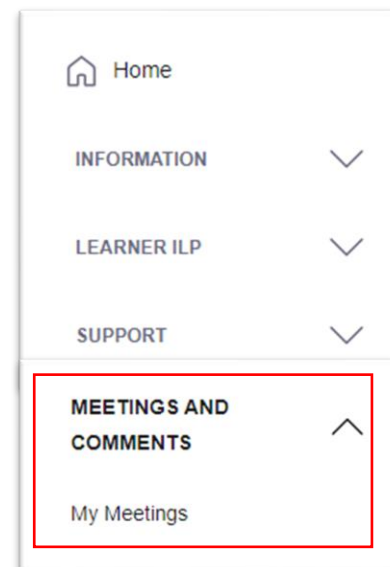 Home
INFORMATION
LEARNER ILP
SUPPORT
MEETINGS AND
COMMENTS
My Meetings